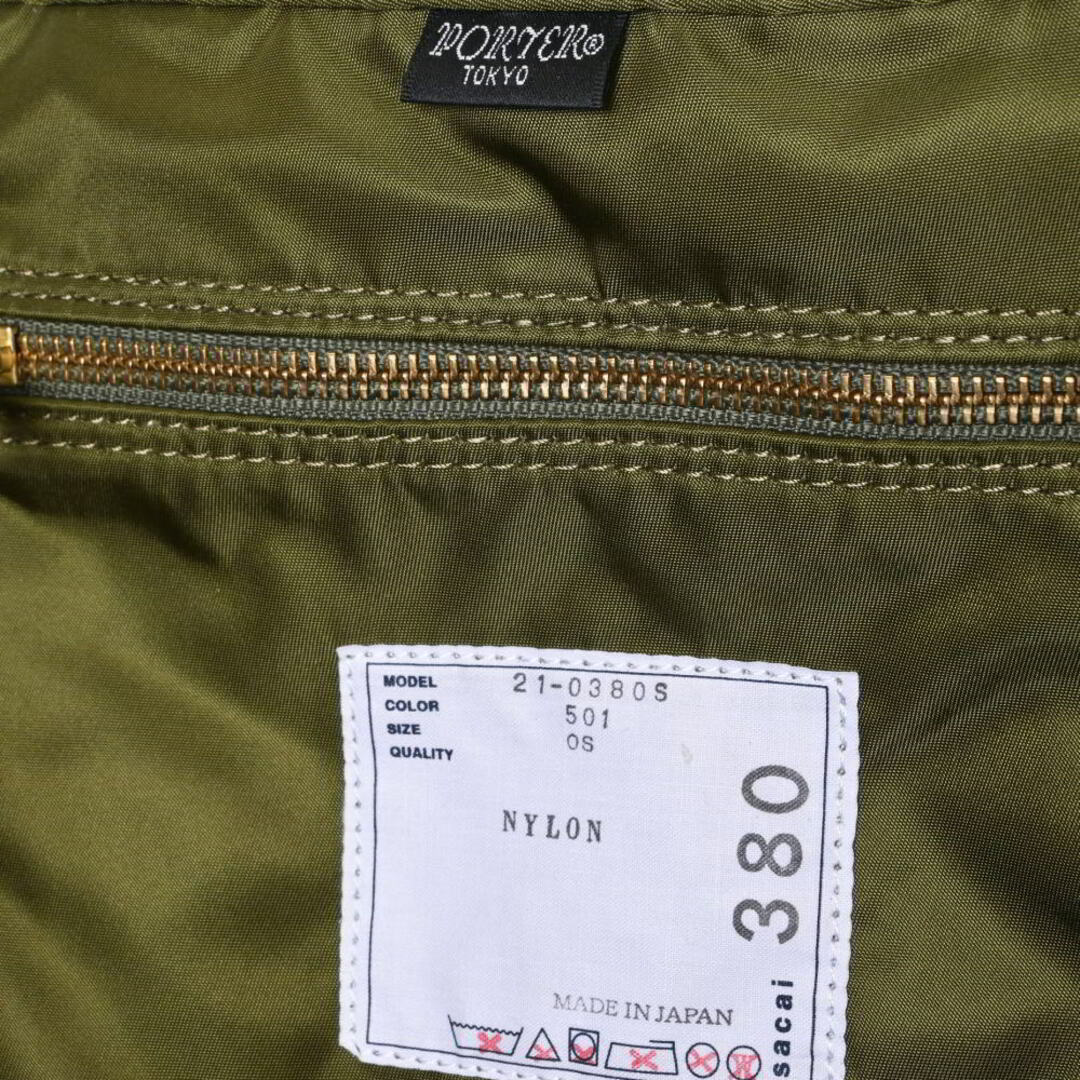 PORTER®
TOKYO
MODEL 21-0380S
COLOR 501
SIZE OS
QUALITY
NYLON
MADE IN JAPAN
sacai 380